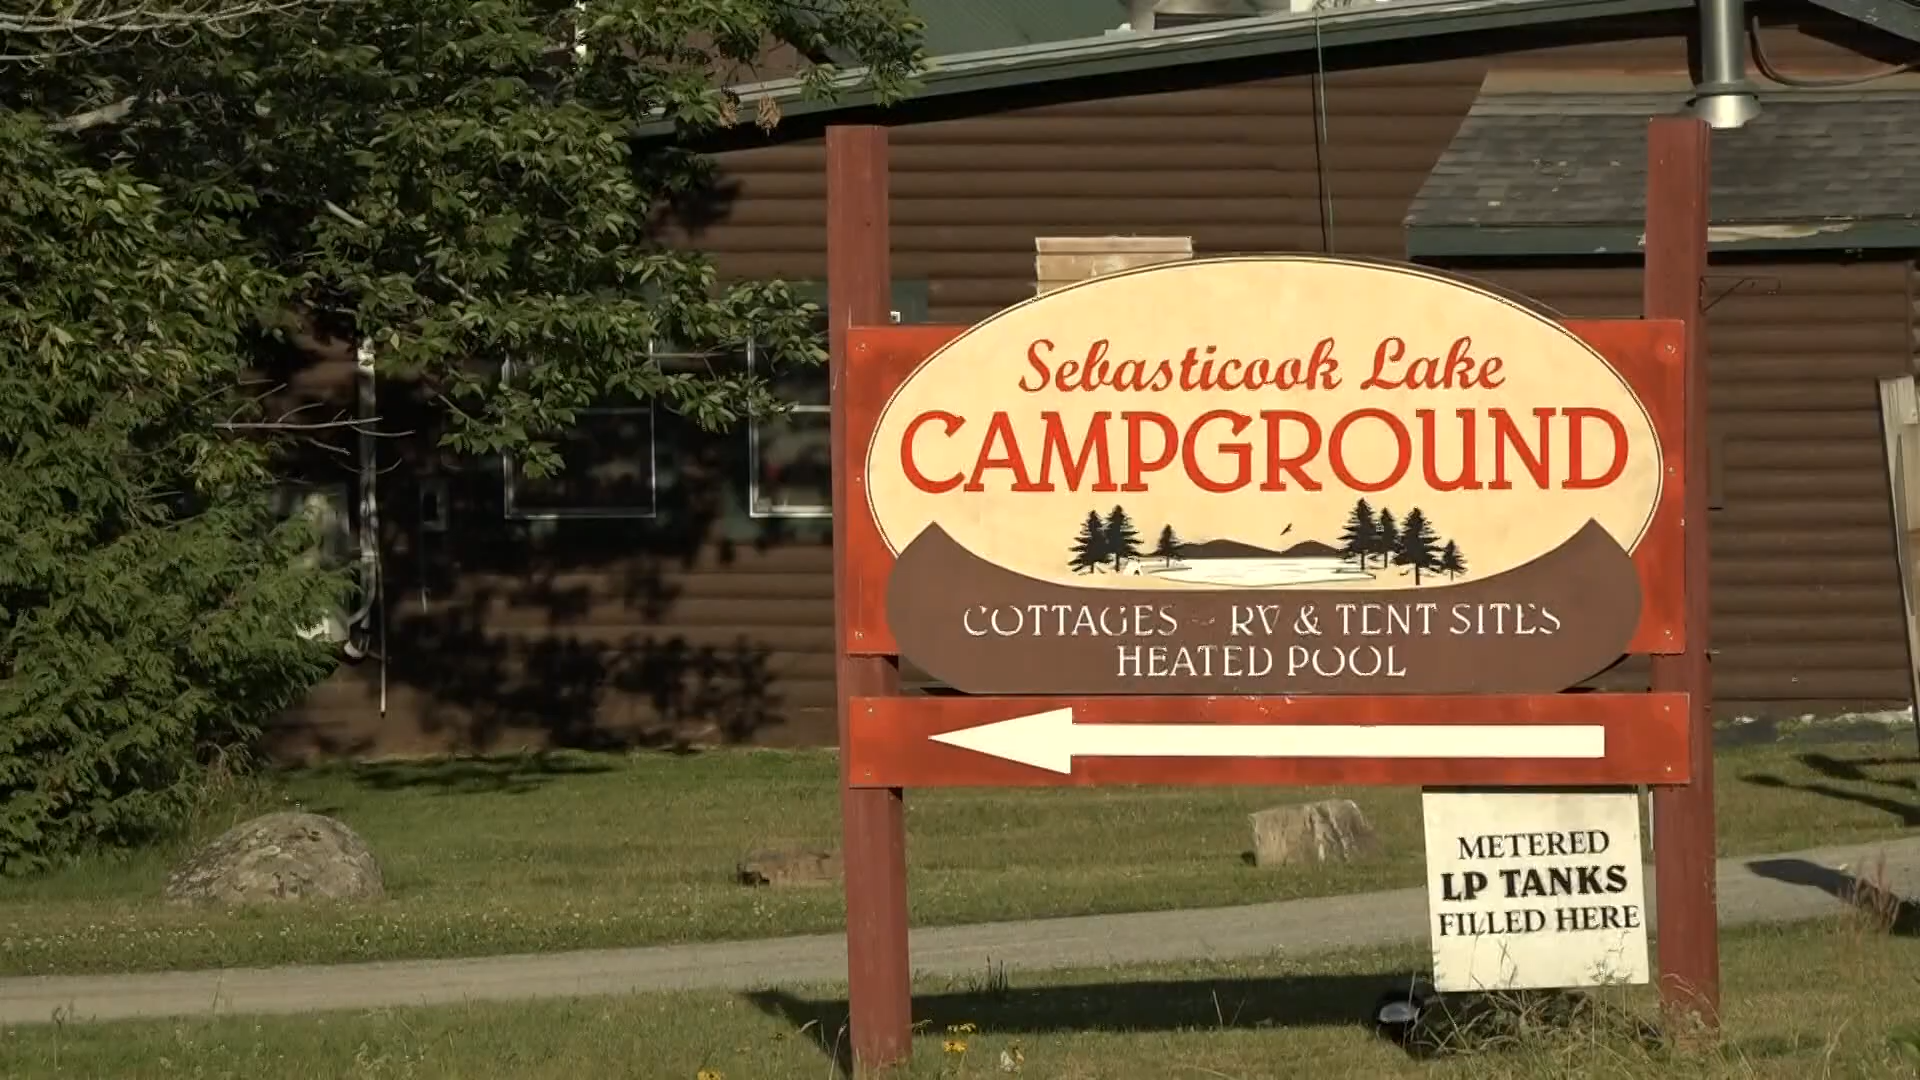 Sebasticook Lake
CAMPGROUND
COTTAGES - RV & TENT SITES
HEATED POOL
METERED
LP TANKS
FILLED HERE